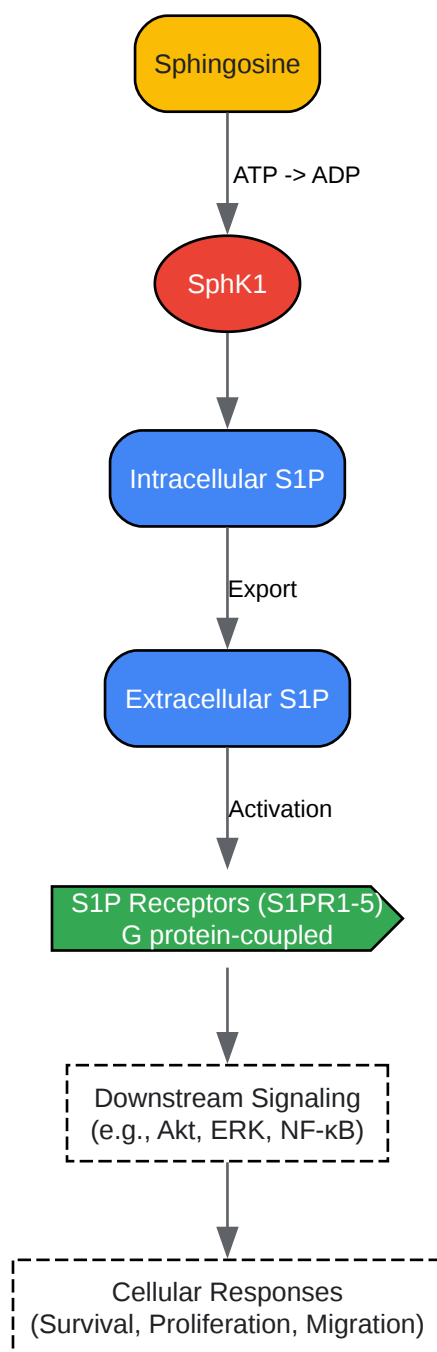 Sphingosine
ATP -> ADP
SphK1
Intracellular S1P
Export
Extracellular S1P
Activation
S1P Receptors (S1PR1-5)
G protein-coupled
Downstream Signaling
(e.g., Akt, ERK, NF-κB)
Cellular Responses
(Survival, Proliferation, Migration)